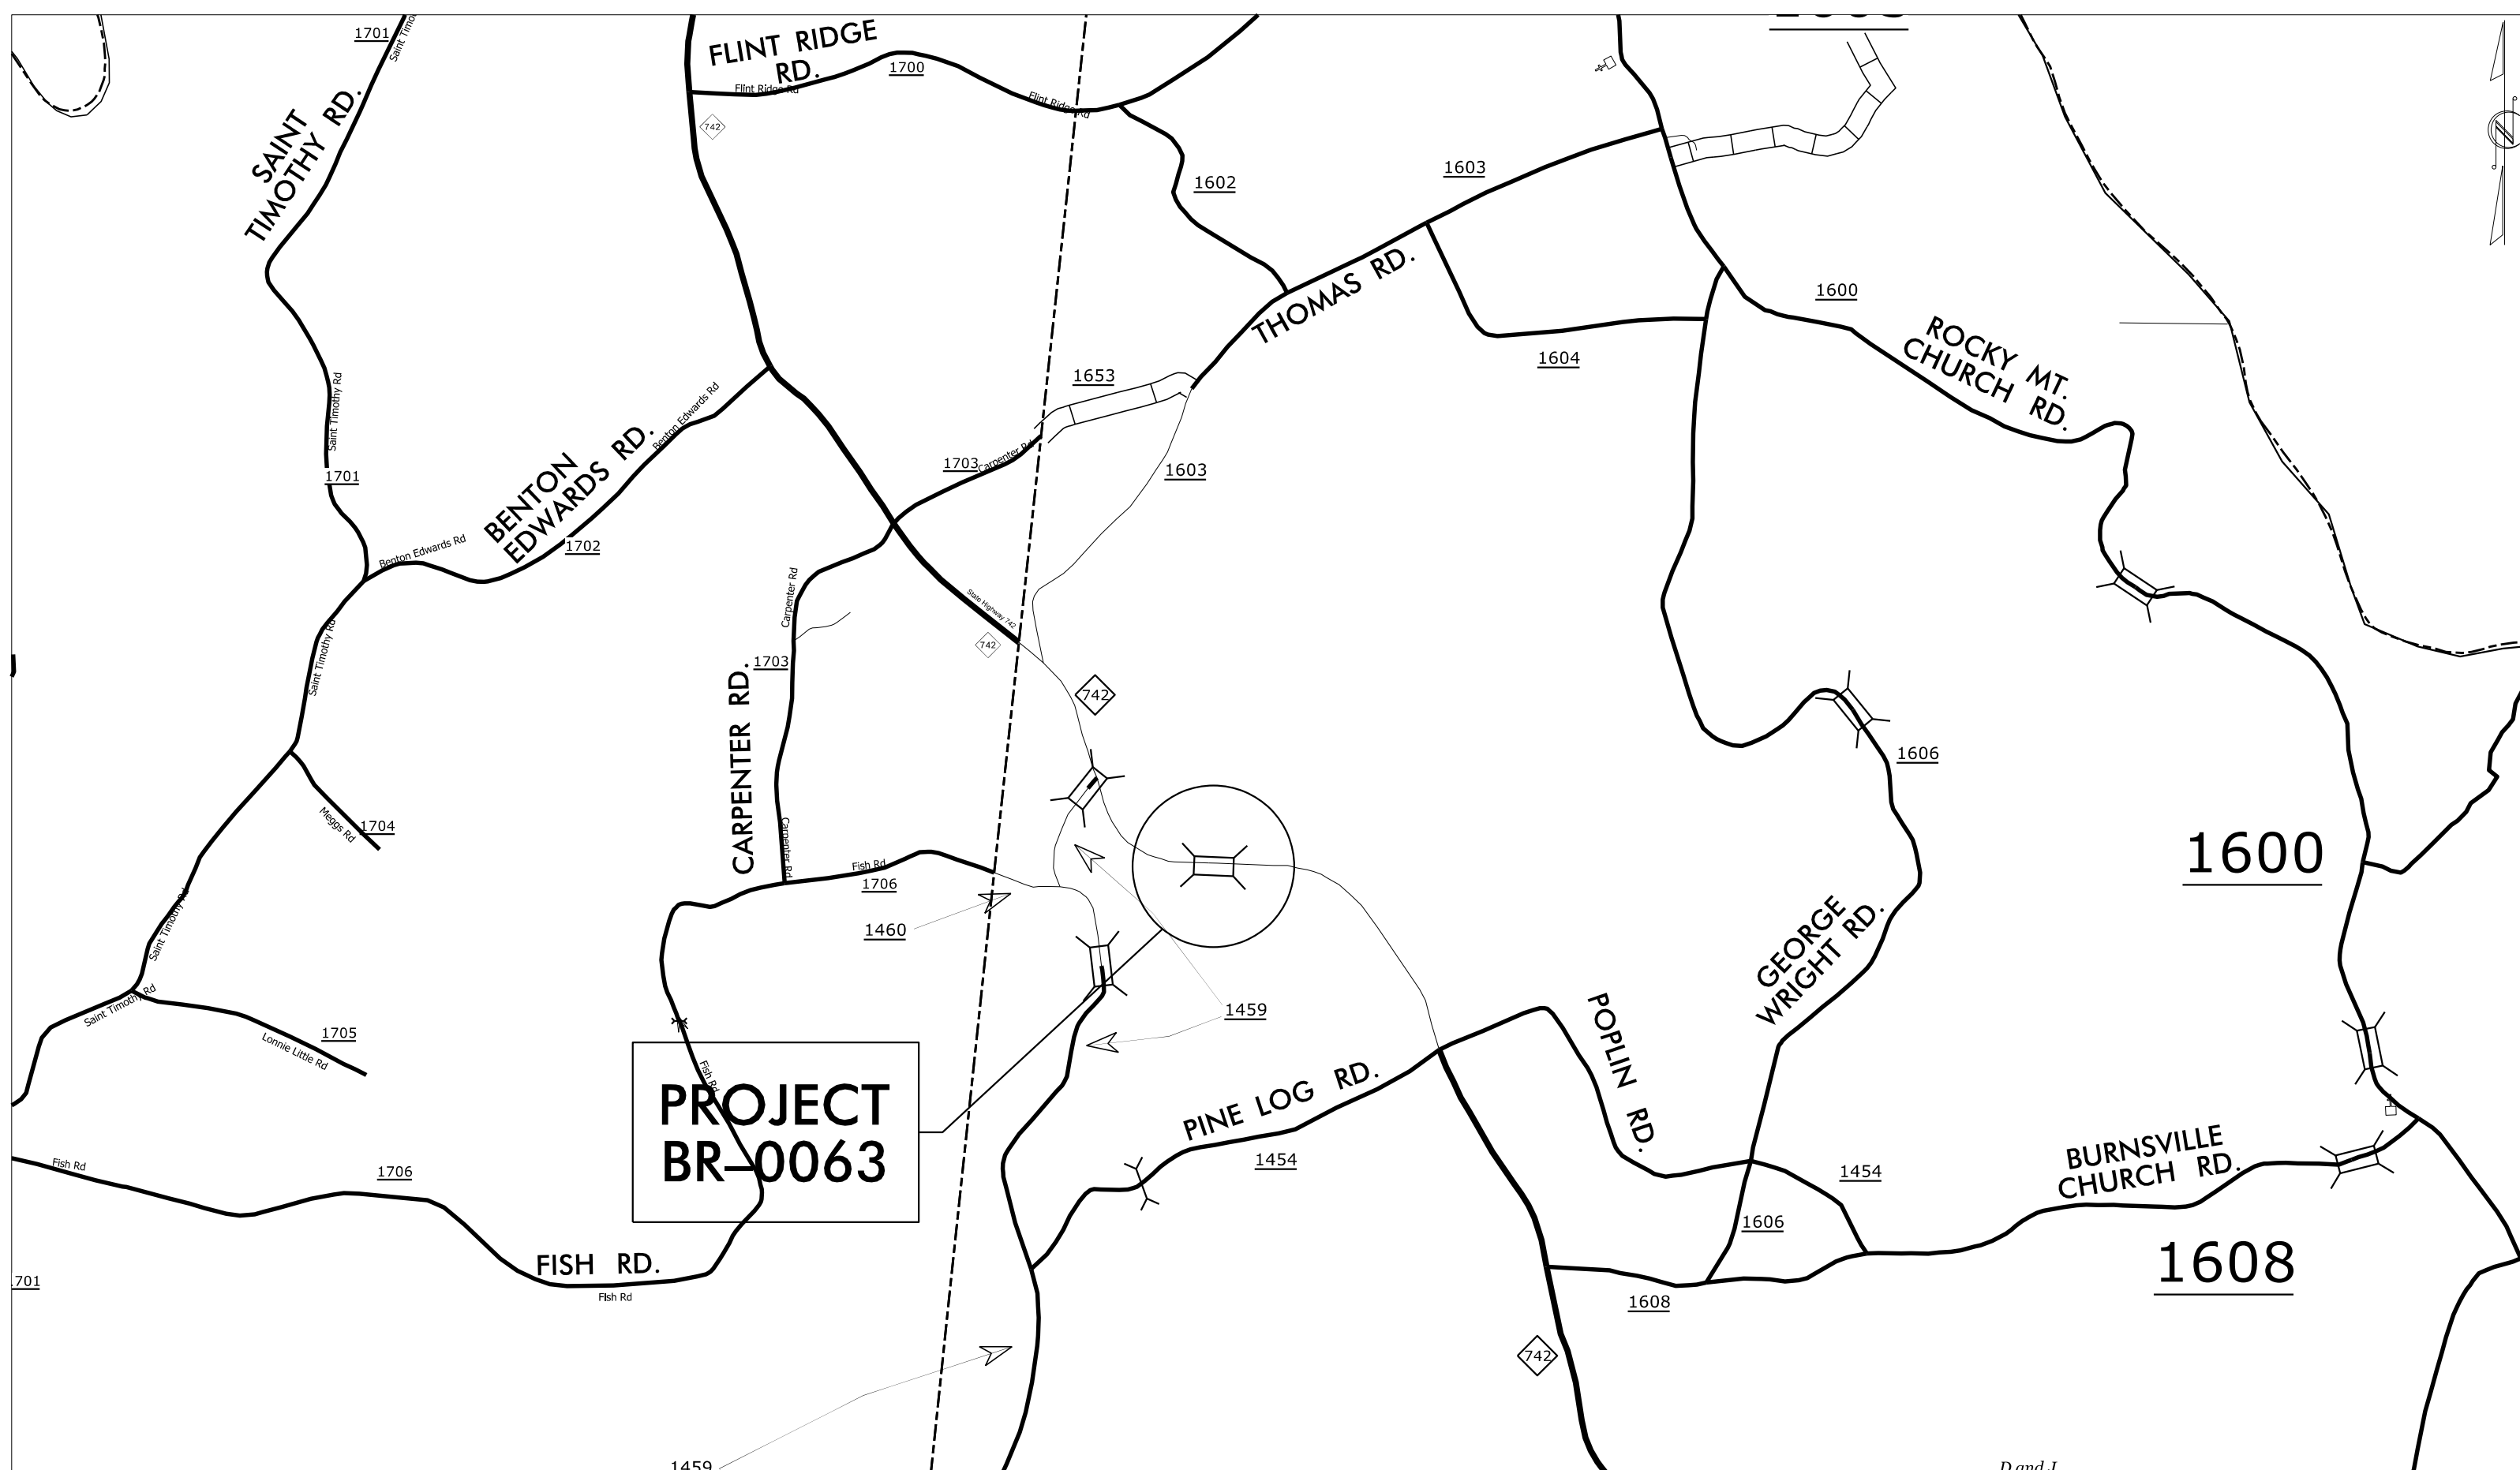 1701
Saint Timo
FLINT RIDGE
RD.
1700
Flint Ridge Rd
Flint Ridge Rd
742
SAINT
TIMOTHY RD.
1602
1603
THOMAS RD.
1604
1600
ROCKY MT.
CHURCH RD.
1653
1703
Carpenter Rd
1603
Saint Timothy Rd
1701
Benton Edwards Rd
BENTON
EDWARDS RD.
Benton Edwards Rd
1702
Carpenter Rd
State Highway 742
742
742
Saint Timothy Rd
1703
CARPENTER RD.
Carpenter Rd
1606
Meggs Rd
1704
Fish Rd
1706
1460
1600
GEORGE
WRIGHT RD.
Saint Timothy Rd
Saint Timothy Rd
1705
Lonnie Little Rd
1459
POPLIN RD.
Fish Rd
PROJECT
BR-0063
PINE LOG RD.
1454
1454
BURNSVILLE
CHURCH RD.
Fish Rd
1706
1606
1608
1608
FISH RD.
Fish Rd
1701
742
1459
D and J